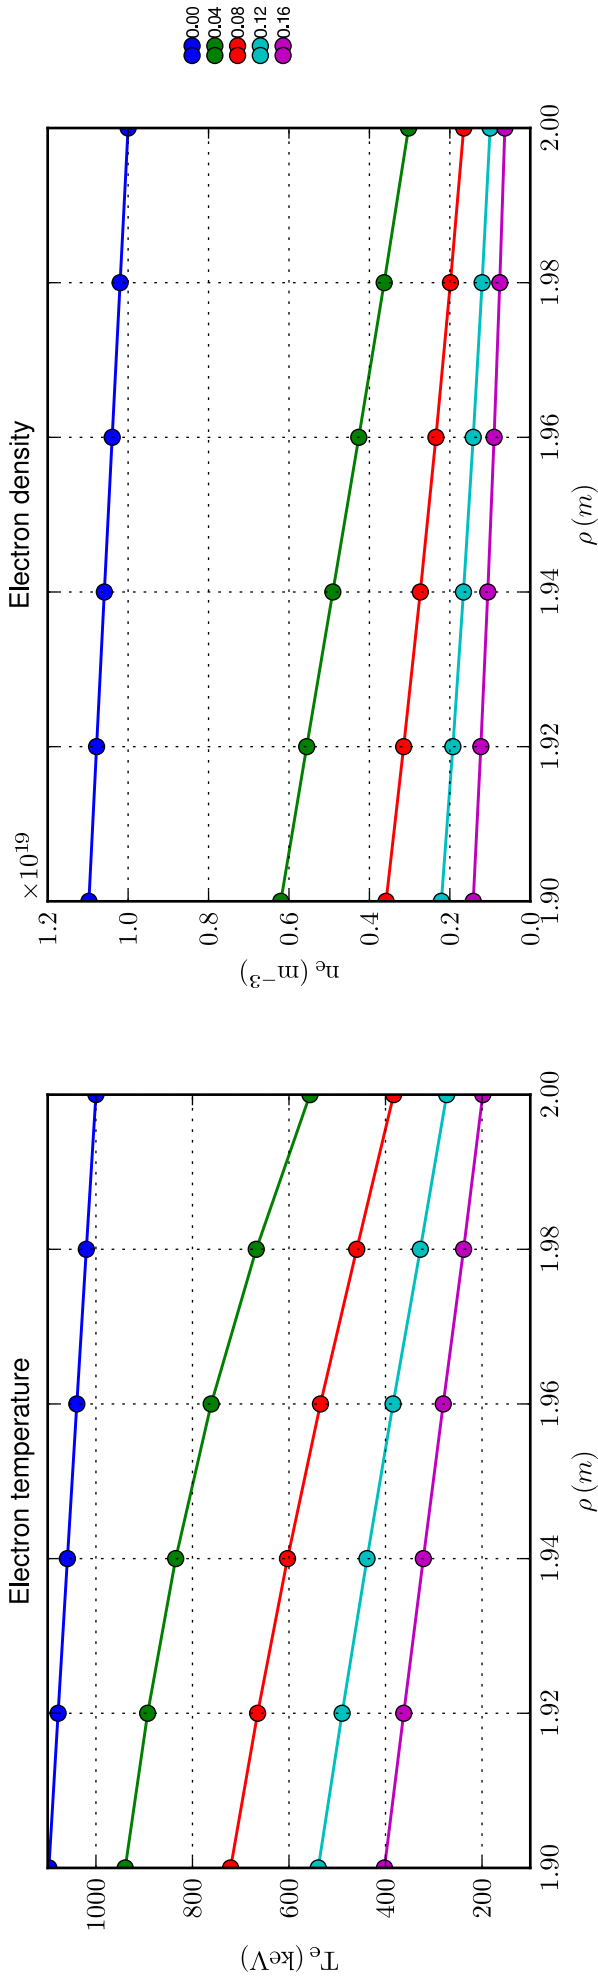 Electron temperature
T_e (keV)
1000
800
600
400
200
1.90 1.92 1.94 1.96 1.98 2.00
ρ (m)
Electron density
×10^19
n_e (m^−3)
1.2
1.0
0.8
0.6
0.4
0.2
0.0
1.90 1.92 1.94 1.96 1.98 2.00
ρ (m)
0.00
0.04
0.08
0.12
0.16